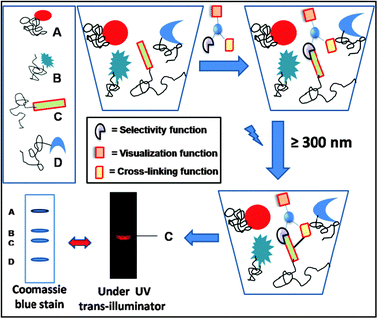 A
B
C
D
= Selectivity function
= Visualization function
= Cross-linking function
≥ 300 nm
A
B
C
D
C
Coomassie
blue stain
Under UV
trans-illuminator